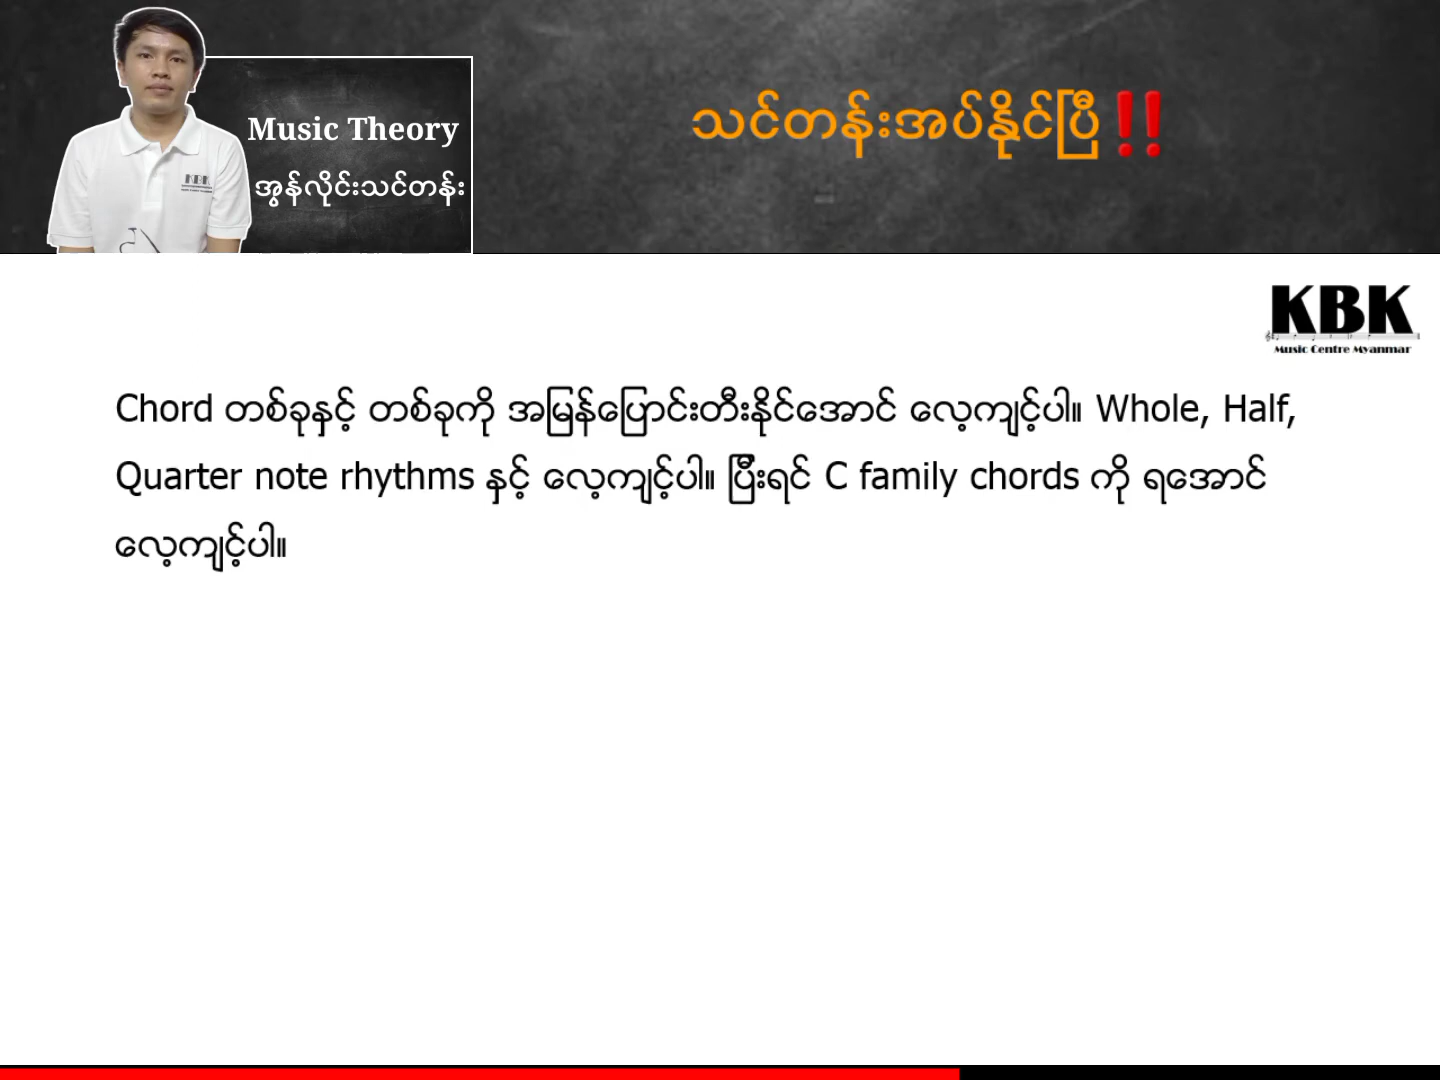 သင်တန်းအပ်နိုင်ပြီ‼
Music Theory
အွန်လိုင်းသင်တန်း
KBK
KBK
Music Centre Myanmar
Chord တစ်ခုနှင့် တစ်ခုကို အမြန်ပြောင်းတီးနိုင်အောင် လေ့ကျင့်ပါ။ Whole, Half,
Quarter note rhythms နှင့် လေ့ကျင့်ပါ။ ပြီးရင် C family chords ကို ရအောင်
လေ့ကျင့်ပါ။